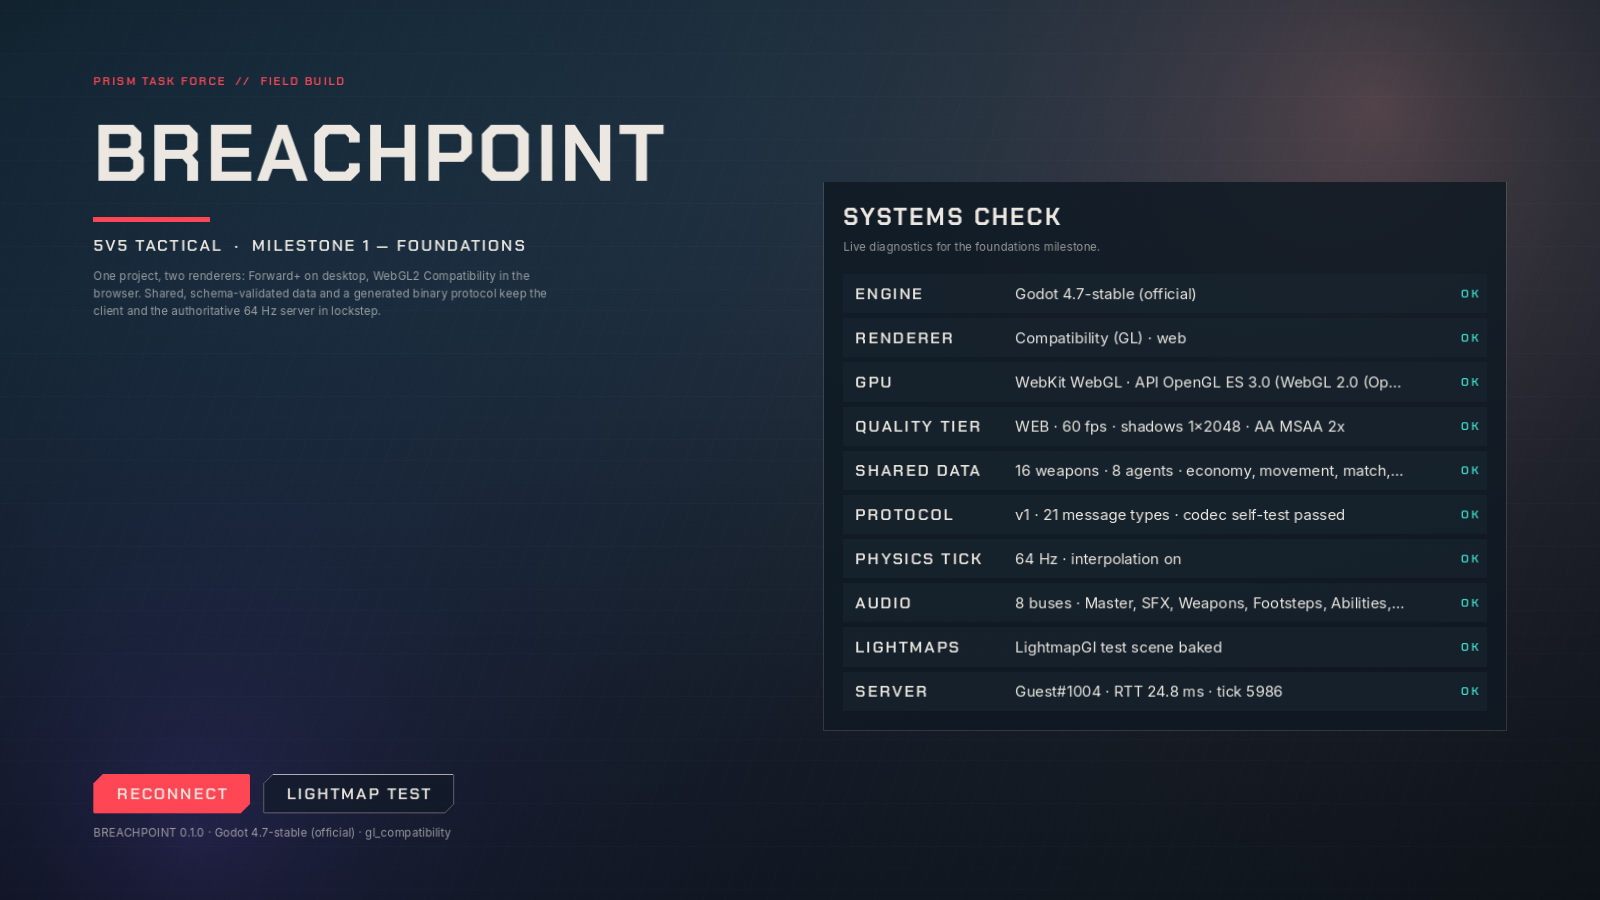 PRISM TASK FORCE // FIELD BUILD
BREACHPOINT
5V5 TACTICAL · MILESTONE 1 — FOUNDATIONS
One project, two renderers: Forward+ on desktop, WebGL2 Compatibility in the
browser. Shared, schema-validated data and a generated binary protocol keep the
client and the authoritative 64 Hz server in lockstep.
SYSTEMS CHECK
Live diagnostics for the foundations milestone.
ENGINE Godot 4.7-stable (official) OK
RENDERER Compatibility (GL) · web OK
GPU WebKit WebGL · API OpenGL ES 3.0 (WebGL 2.0 (Op... OK
QUALITY TIER WEB · 60 fps · shadows 1×2048 · AA MSAA 2x OK
SHARED DATA 16 weapons · 8 agents · economy, movement, match,... OK
PROTOCOL v1 · 21 message types · codec self-test passed OK
PHYSICS TICK 64 Hz · interpolation on OK
AUDIO 8 buses · Master, SFX, Weapons, Footsteps, Abilities,... OK
LIGHTMAPS LightmapGI test scene baked OK
SERVER Guest#1004 · RTT 24.8 ms · tick 5986 OK
RECONNECT LIGHTMAP TEST
BREACHPOINT 0.1.0 · Godot 4.7-stable (official) · gl_compatibility